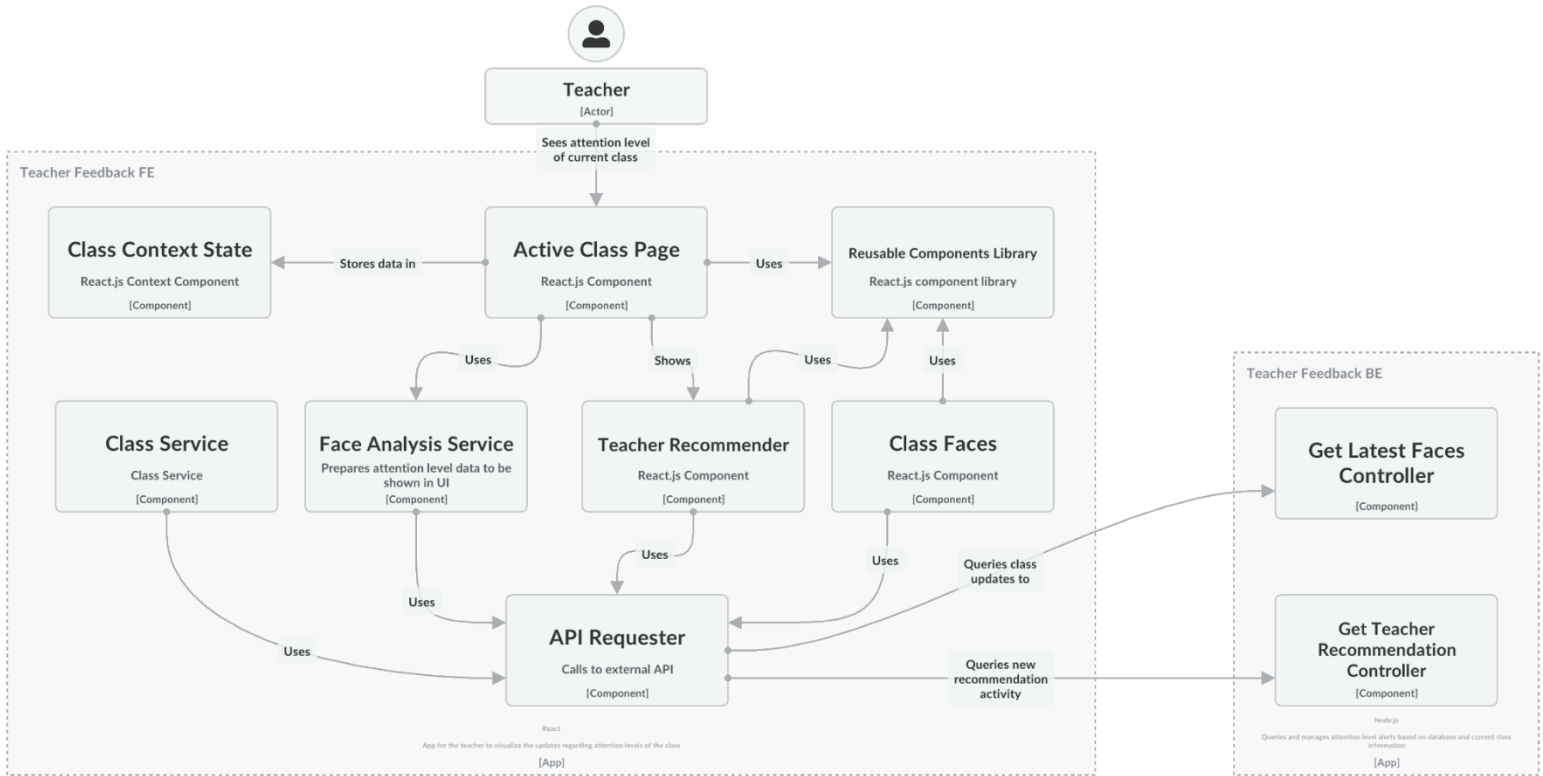 Teacher
[Actor]
Sees attention level
of current class
Teacher Feedback FE
Class Context State
React.js Context Component
[Component]
Stores data in
Active Class Page
React.js Component
[Component]
Uses
Reusable Components Library
React.js component library
[Component]
Uses
Shows
Uses
Uses
Class Service
Class Service
[Component]
Face Analysis Service
Prepares attention level data to be
shown in UI
[Component]
Teacher Recommender
React.js Component
[Component]
Class Faces
React.js Component
[Component]
Uses
Uses
Uses
Uses
API Requester
Calls to external API
[Component]
Queries class
updates to
Queries new
recommendation
activity
React
App for the teacher to visualize the updates regarding attention levels of the class
[App]
Teacher Feedback BE
Get Latest Faces
Controller
[Component]
Get Teacher
Recommendation
Controller
[Component]
Node.js
Queries and manages attention level alerts based on database and current class
information
[App]